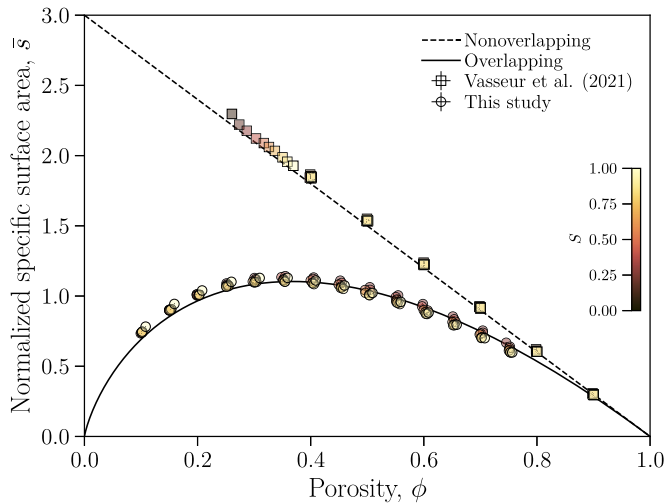 Normalized specific surface area, s̄
3.0
2.5
2.0
1.5
1.0
0.5
0.0
Nonoverlapping
Overlapping
Vasseur et al. (2021)
This study
S
1.00
0.75
0.50
0.25
0.00
0.0 0.2 0.4 0.6 0.8 1.0
Porosity, ϕ